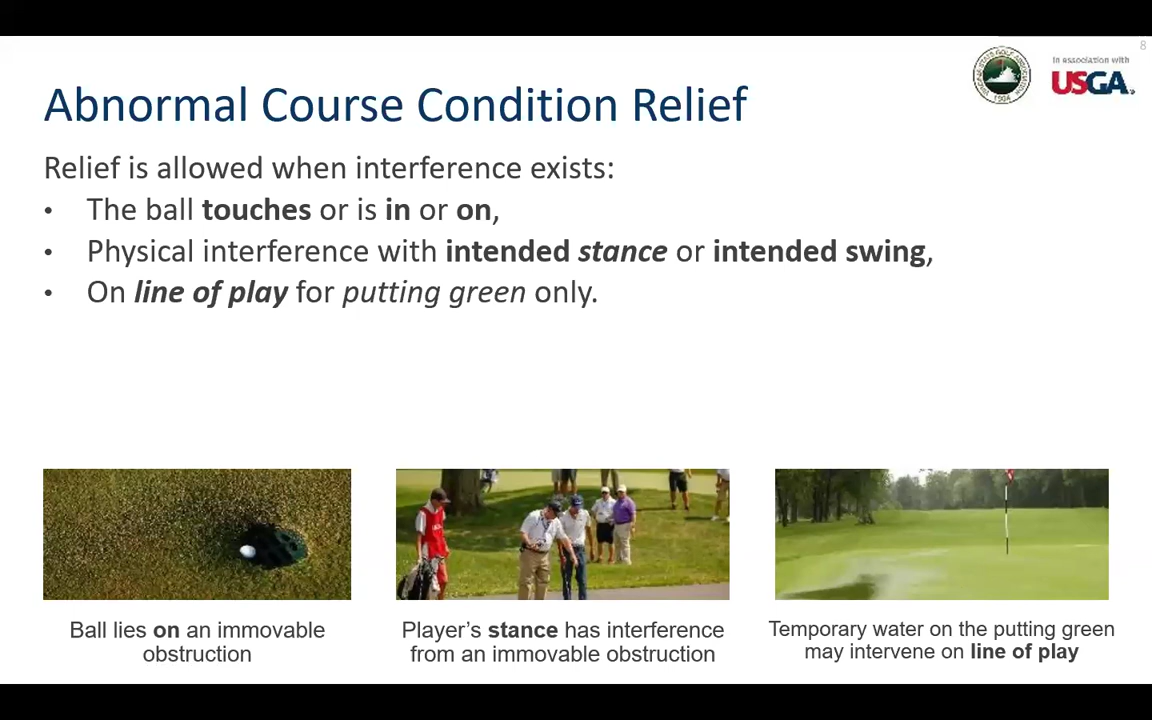 8
In association with
USGA
1904
Abnormal Course Condition Relief
Relief is allowed when interference exists:
• The ball touches or is in or on,
• Physical interference with intended stance or intended swing,
• On line of play for putting green only.
Ball lies on an immovable
obstruction
Player’s stance has interference
from an immovable obstruction
Temporary water on the putting green
may intervene on line of play